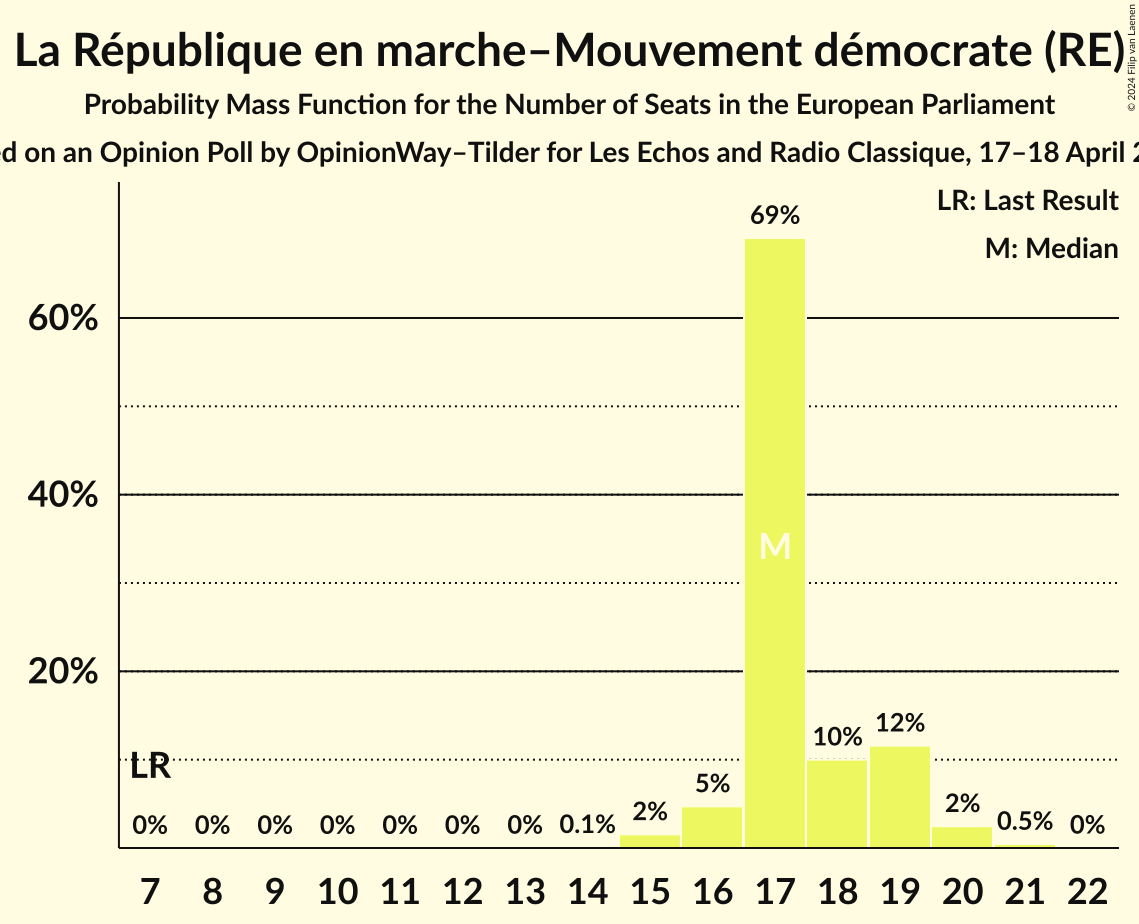 La République en marche–Mouvement démocrate (RE)
© 2024 Filip van Laenen
Probability Mass Function for the Number of Seats in the European Parliament
on an Opinion Poll by OpinionWay–Tilder for Les Echos and Radio Classique, 17–18 April
LR: Last Result
M: Median
69%
60%
40%
M
20%
LR
12%
10%
5%
2%
2%
0.5%
0% 0% 0% 0% 0% 0% 0% 0.1% 0%
7 8 9 10 11 12 13 14 15 16 17 18 19 20 21 22